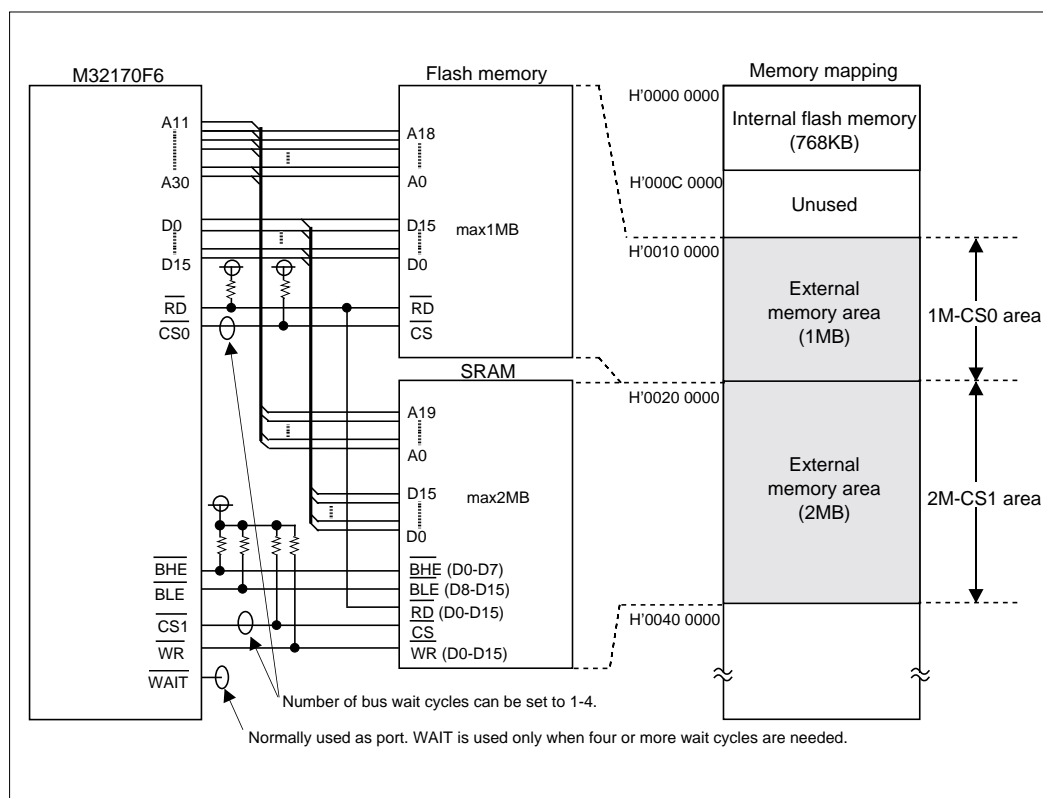 M32170F6
A11
A30
D0
D15
RD
CS0
BHE
BLE
CS1
WR
WAIT
Flash memory
A18
A0
D15
max1MB
D0
RD
CS
SRAM
A19
A0
D15
max2MB
D0
BHE (D0-D7)
BLE (D8-D15)
RD (D0-D15)
CS
WR (D0-D15)
Number of bus wait cycles can be set to 1-4.
Normally used as port. WAIT is used only when four or more wait cycles are needed.
Memory mapping
H'0000 0000
Internal flash memory
(768KB)
H'000C 0000
Unused
H'0010 0000
External
memory area
(1MB)
1M-CS0 area
H'0020 0000
External
memory area
(2MB)
2M-CS1 area
H'0040 0000